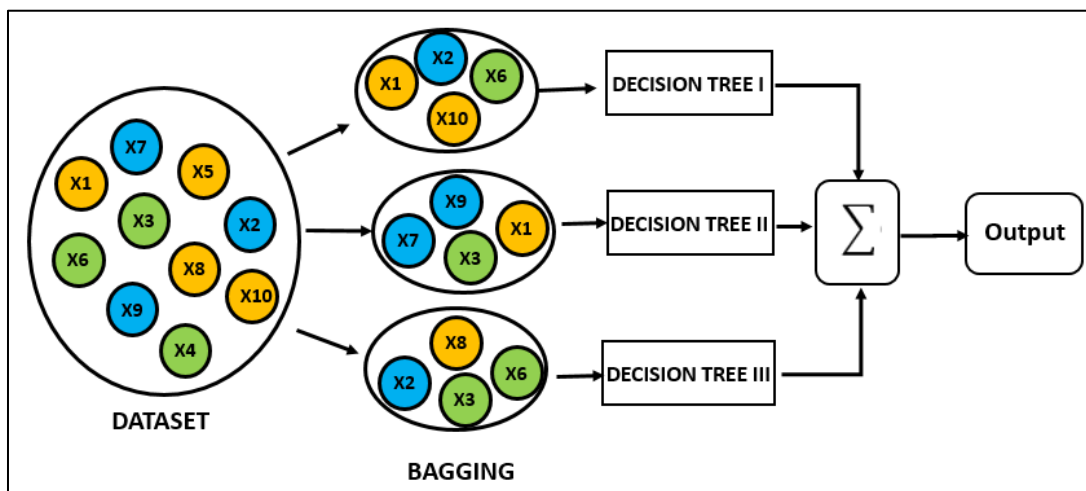 X7
X1
X5
X3
X2
X6
X8
X10
X9
X4
DATASET
X1
X2
X6
X10
X7
X9
X3
X1
X2
X8
X3
X6
BAGGING
DECISION TREE I
DECISION TREE II
DECISION TREE III
∑
Output